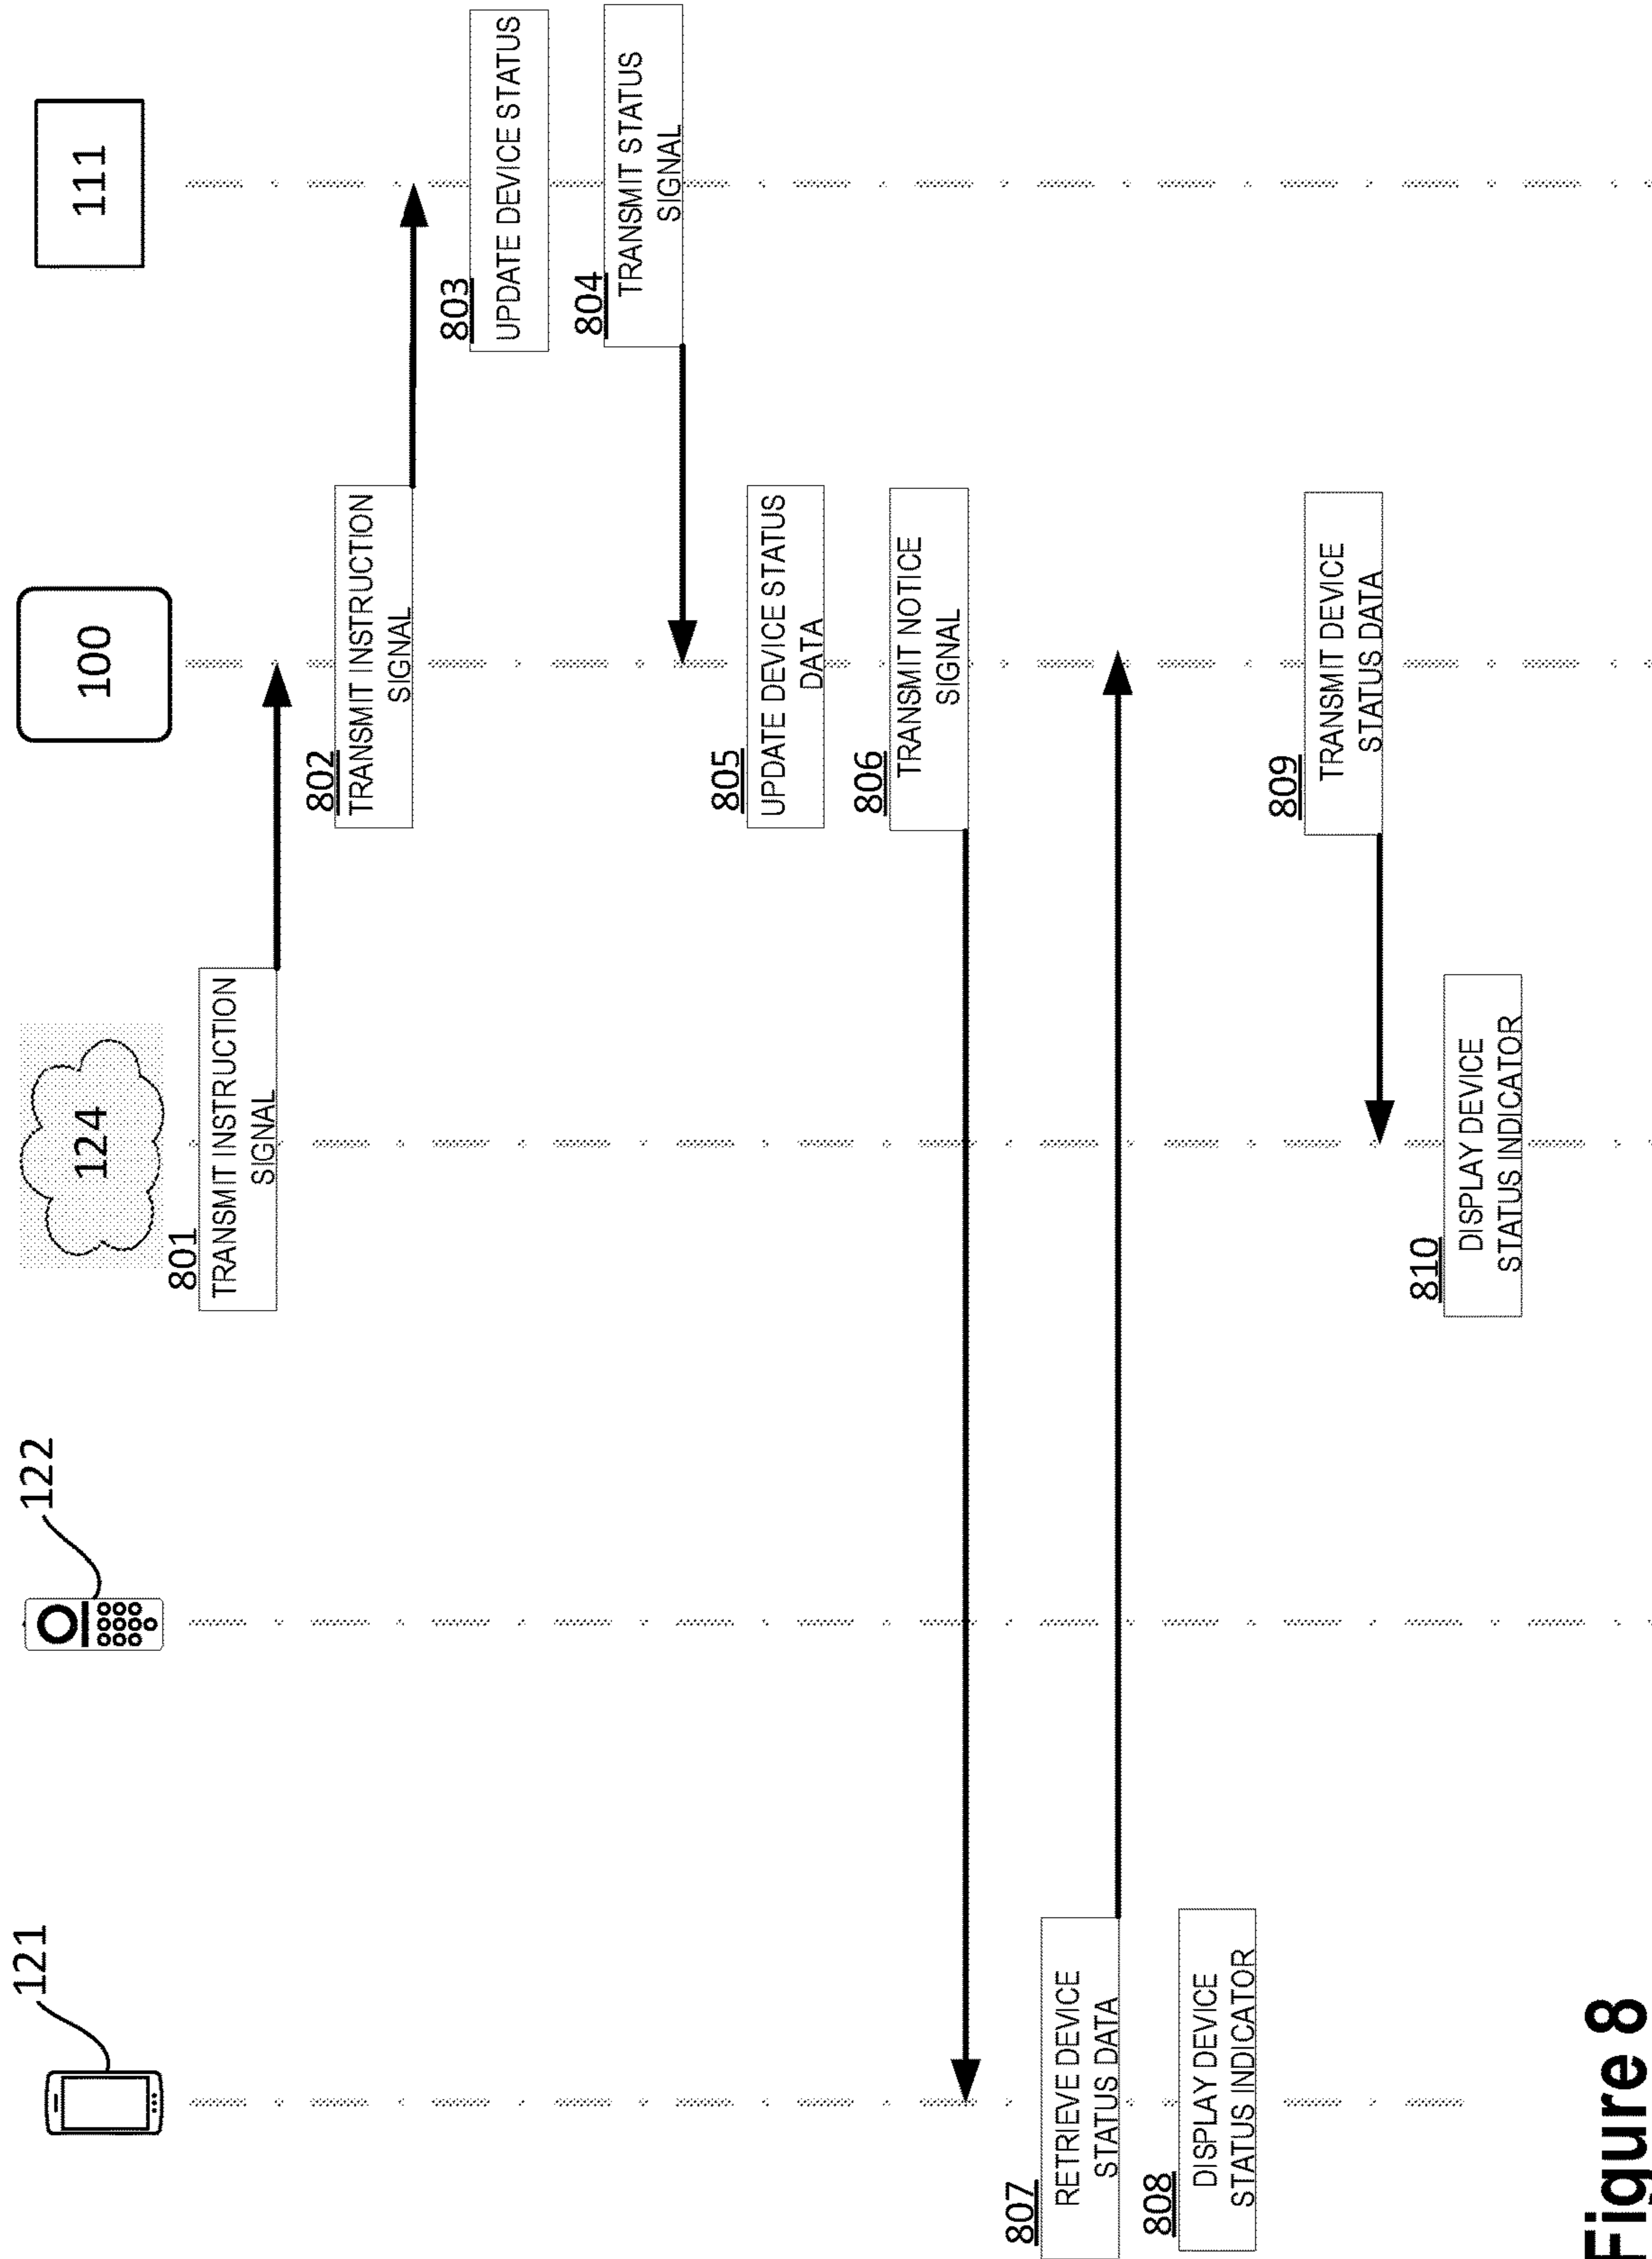 121
122
124
100
111
801
TRANSMIT INSTRUCTION
SIGNAL
802
TRANSMIT INSTRUCTION
SIGNAL
803
UPDATE DEVICE STATUS
804
TRANSMIT STATUS
SIGNAL
805
UPDATE DEVICE STATUS
DATA
806
TRANSMIT NOTICE
SIGNAL
807
RETRIEVE DEVICE
STATUS DATA
808
DISPLAY DEVICE
STATUS INDICATOR
809
TRANSMIT DEVICE
STATUS DATA
810
DISPLAY DEVICE
STATUS INDICATOR
Figure 8